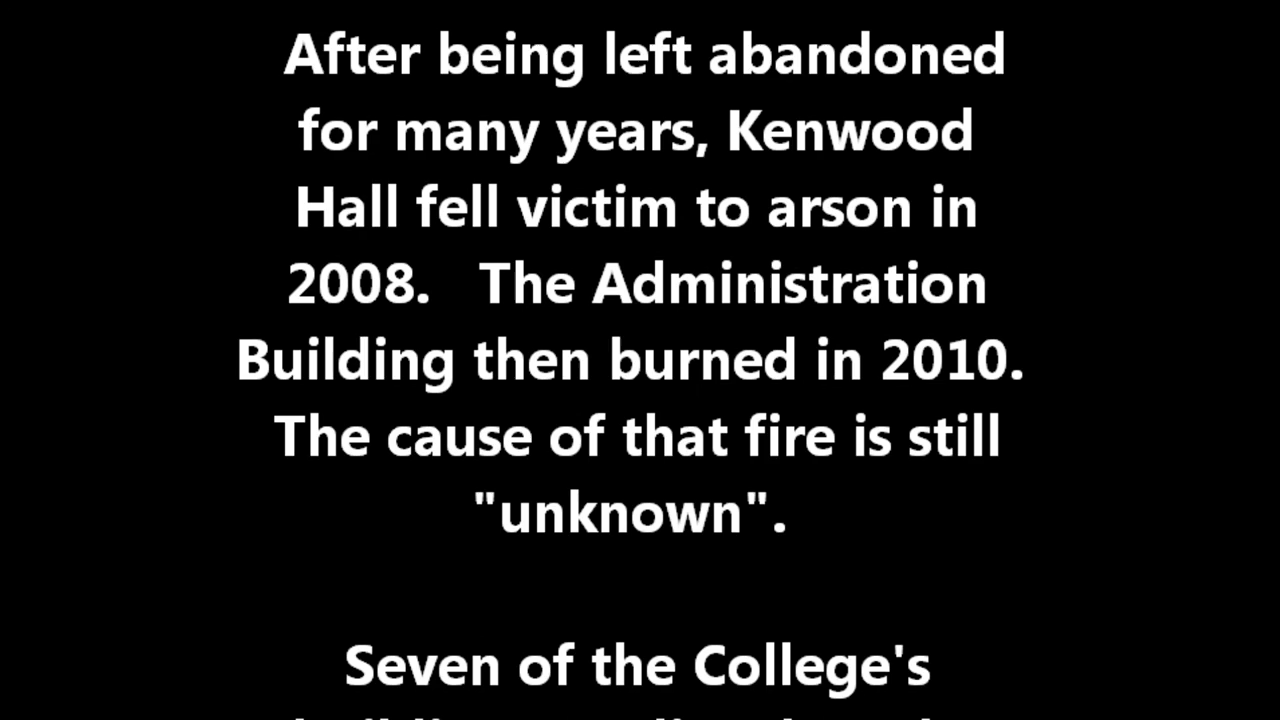 After being left abandoned
for many years, Kenwood
Hall fell victim to arson in
2008.   The Administration
Building then burned in 2010.
The cause of that fire is still
"unknown".
Seven of the College's